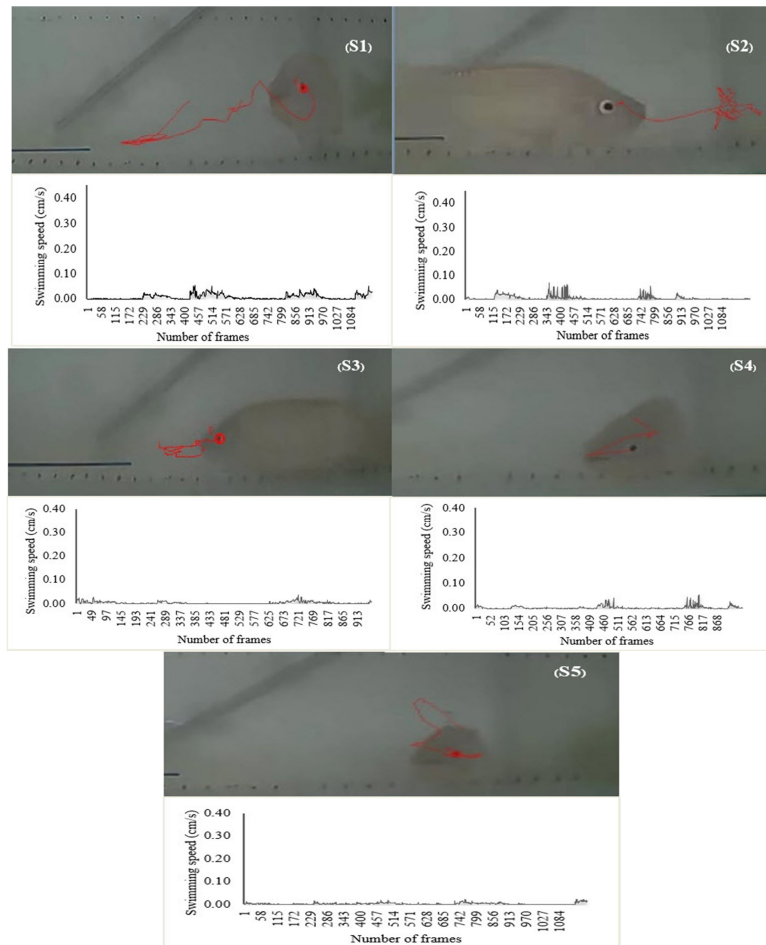 (S1)
Swimming speed (cm/s)
0.40
0.30
0.20
0.10
0.00
1 58 115 172 229 286 343 400 457 514 571 628 685 742 799 856 913 970 1027 1084
Number of frames
(S2)
Swimming speed (cm/s)
0.40
0.30
0.20
0.10
0.00
1 58 115 172 229 286 343 400 457 514 571 628 685 742 799 856 913 970 1027 1084
Number of frames
(S3)
Swimming speed (cm/s)
0.40
0.30
0.20
0.10
0.00
1 49 97 145 193 241 289 337 385 433 481 529 577 625 673 721 769 817 865 913
Number of frames
(S4)
Swimming speed (cm/s)
0.40
0.30
0.20
0.10
0.00
1 52 103 154 205 256 307 358 409 460 511 562 613 664 715 766 817 868
Number of frames
(S5)
Swimming speed (cm/s)
0.40
0.30
0.20
0.10
0.00
1 58 115 172 229 286 343 400 457 514 571 628 685 742 799 856 913 970 1027 1084
Number of frames